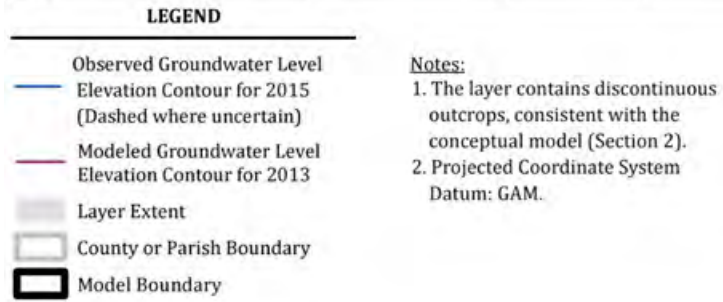 LEGEND
Observed Groundwater Level
Elevation Contour for 2015
(Dashed where uncertain)
Modeled Groundwater Level
Elevation Contour for 2013
Layer Extent
County or Parish Boundary
Model Boundary
Notes:
1. The layer contains discontinuous
outcrops, consistent with the
conceptual model (Section 2).
2. Projected Coordinate System
Datum: GAM.